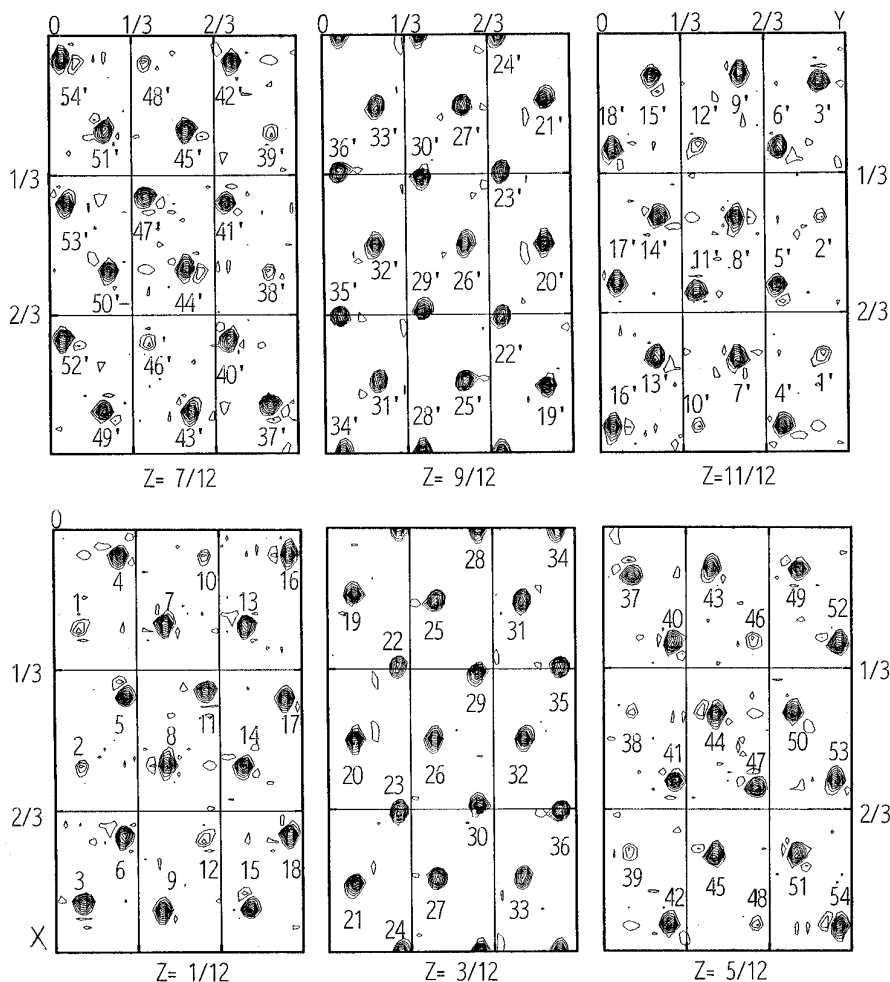 0 1/3 2/3 0 1/3 2/3 0 1/3 2/3 Y
54' 48' 42' 24' 9'
33' 27' 21' 18' 15' 12' 6' 3'
51' 45' 39' 36' 30'
1/3 23' 1/3
53' 47' 41' 14' 2'
32' 26' 20' 17' 11' 8' 5'
50' 44' 38' 35' 29'
2/3 22' 2/3
52' 46' 40' 13' 7' 1'
31' 25' 19' 16' 10' 4'
49' 43' 37' 34' 28'
Z= 7/12 Z= 9/12 Z=11/12
0
4 10 16 28 34 37 43 49
1 7 13 19 25 31 40 46 52
22
1/3 29 35 1/3
5 11 17 38 44 50
2 8 14 20 26 32 41 47 53
23
2/3 30 36 2/3
6 12 18 39 45 51
3 9 15 21 27 33 42 48 54
X 24
Z= 1/12 Z= 3/12 Z= 5/12